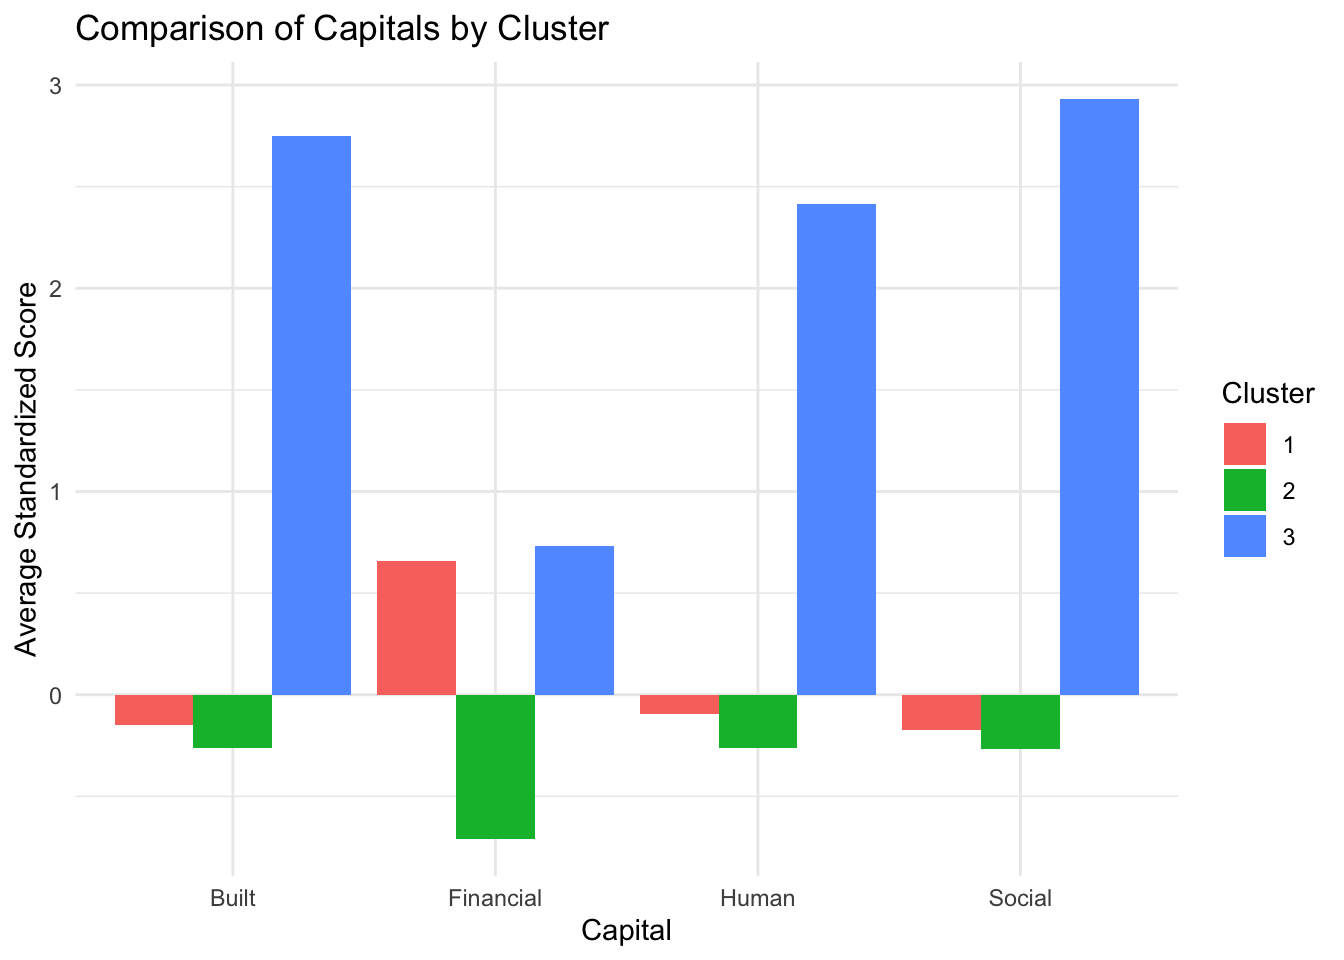 Comparison of Capitals by Cluster
Average Standardized Score
3
2
1
0
Built
Financial
Human
Social
Capital
Cluster
1
2
3